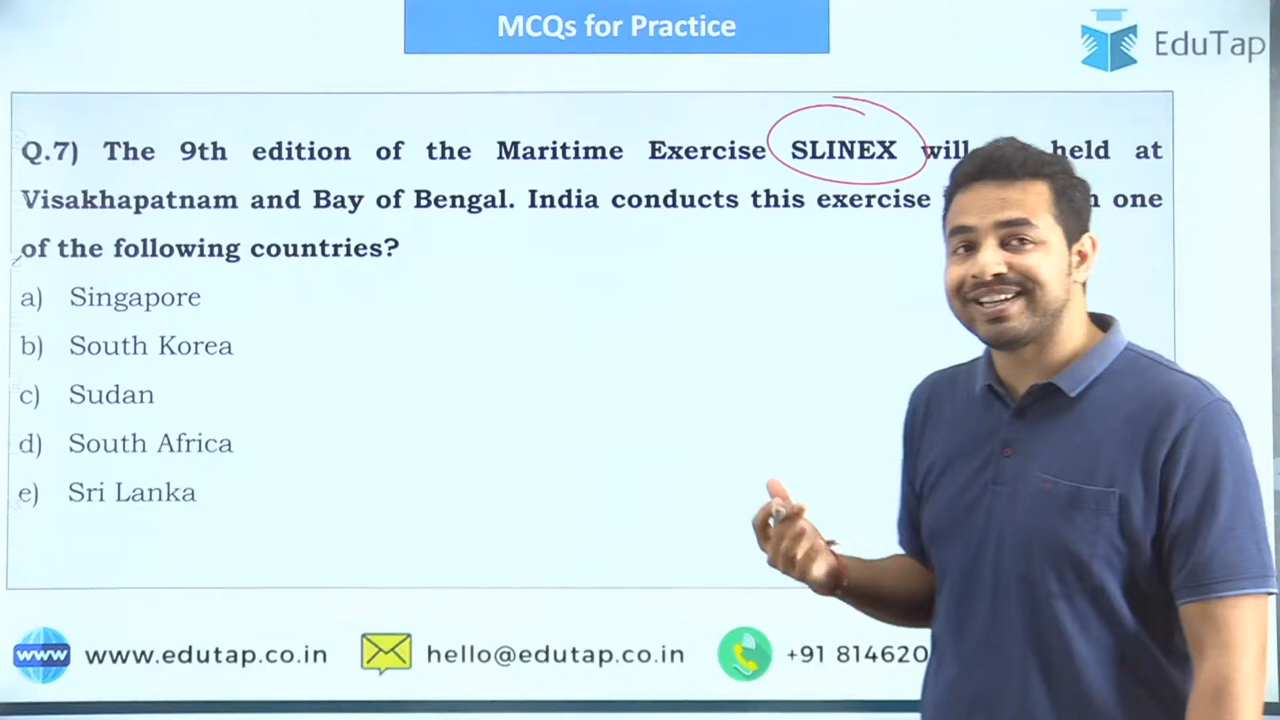 MCQs for Practice
EduTap
Q.7) The 9th edition of the Maritime Exercise SLINEX will held at
Visakhapatnam and Bay of Bengal. India conducts this exercise one
of the following countries?
a) Singapore
b) South Korea
c) Sudan
d) South Africa
e) Sri Lanka
www www.edutap.co.in hello@edutap.co.in +91 814620